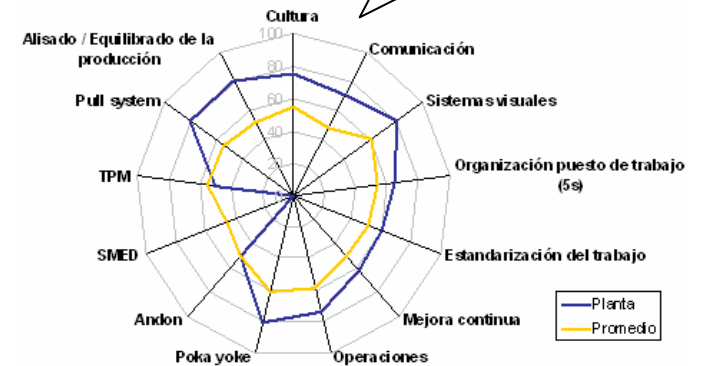 Cultura
Alisado / Equilibrado de la
producción
Comunicación
Pull system
Sistemas visuales
TPM
Organización puesto de trabajo
(5s)
SMED
Estandarización del trabajo
Andon
Mejora continua
Poka yoke
Operaciones
100
80
60
40
20
Planta
Promedio